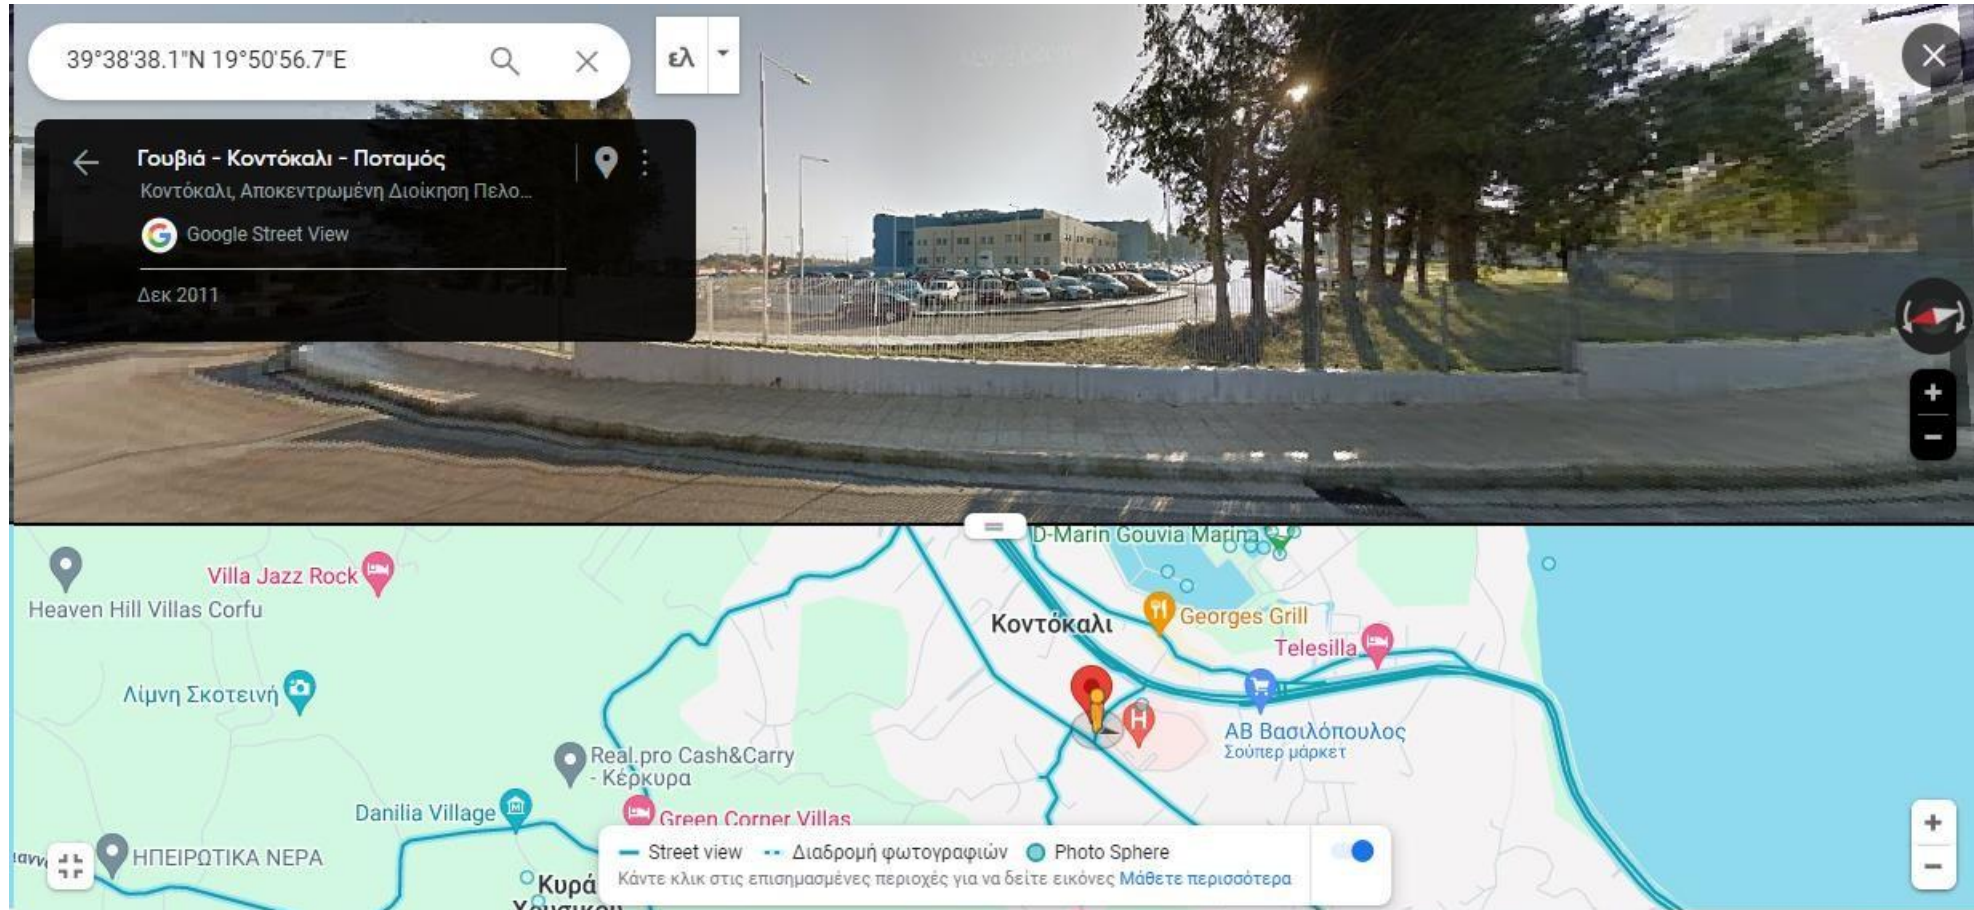 39°38'38.1"N 19°50'56.7"E
ελ
Γουβιά - Κοντόκαλι - Ποταμός
Κοντόκαλι, Αποκεντρωμένη Διοίκηση Πελο...
Google Street View
Δεκ 2011
D-Marin Gouvia Marina
Villa Jazz Rock
Heaven Hill Villas Corfu
Κοντόκαλι
Georges Grill
Telesilla
Λίμνη Σκοτεινή
H
ΑΒ Βασιλόπουλος
Σούπερ μάρκετ
Real.pro Cash&Carry
- Κέρκυρα
Danilia Village
Green Corner Villas
ΗΠΕΙΡΩΤΙΚΑ ΝΕΡΑ
Κυρά
Street view Διαδρομή φωτογραφιών Photo Sphere
Κάντε κλικ στις επισημασμένες περιοχές για να δείτε εικόνες Μάθετε περισσότερα